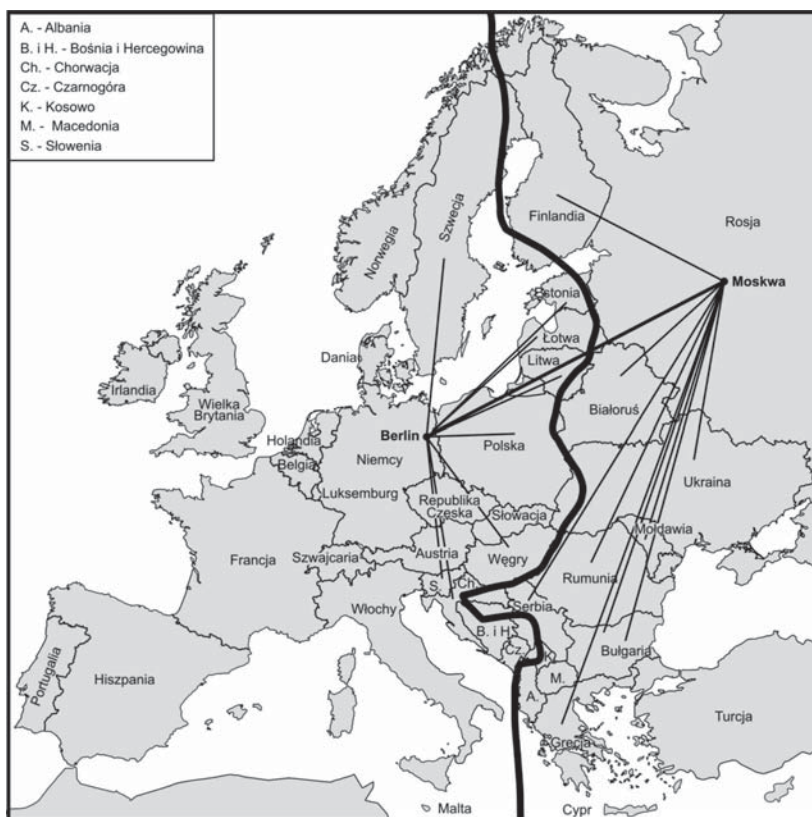 A. - Albania
B. i H. - Bośnia i Hercegowina
Ch. - Chorwacja
Cz. - Czarnogóra
K. - Kosowo
M. - Macedonia
S. - Słowenia
Finlandia
Rosja
Szwecja
Norwegia
Moskwa
Estonia
Łotwa
Dania
Litwa
Irlandia
Wielka
Brytania
Białoruś
Holandia
Berlin
Polska
Belgia
Niemcy
Ukraina
Luksemburg
Republika
Czeska
Słowacja
Mołdawia
Francja
Szwajcaria
Austria
Węgry
Rumunia
S.
Ch.
Serbia
Włochy
B. i H.
Cz.
K.
Bułgaria
Portugalia
Hiszpania
M.
A.
Turcja
Grecja
Malta
Cypr